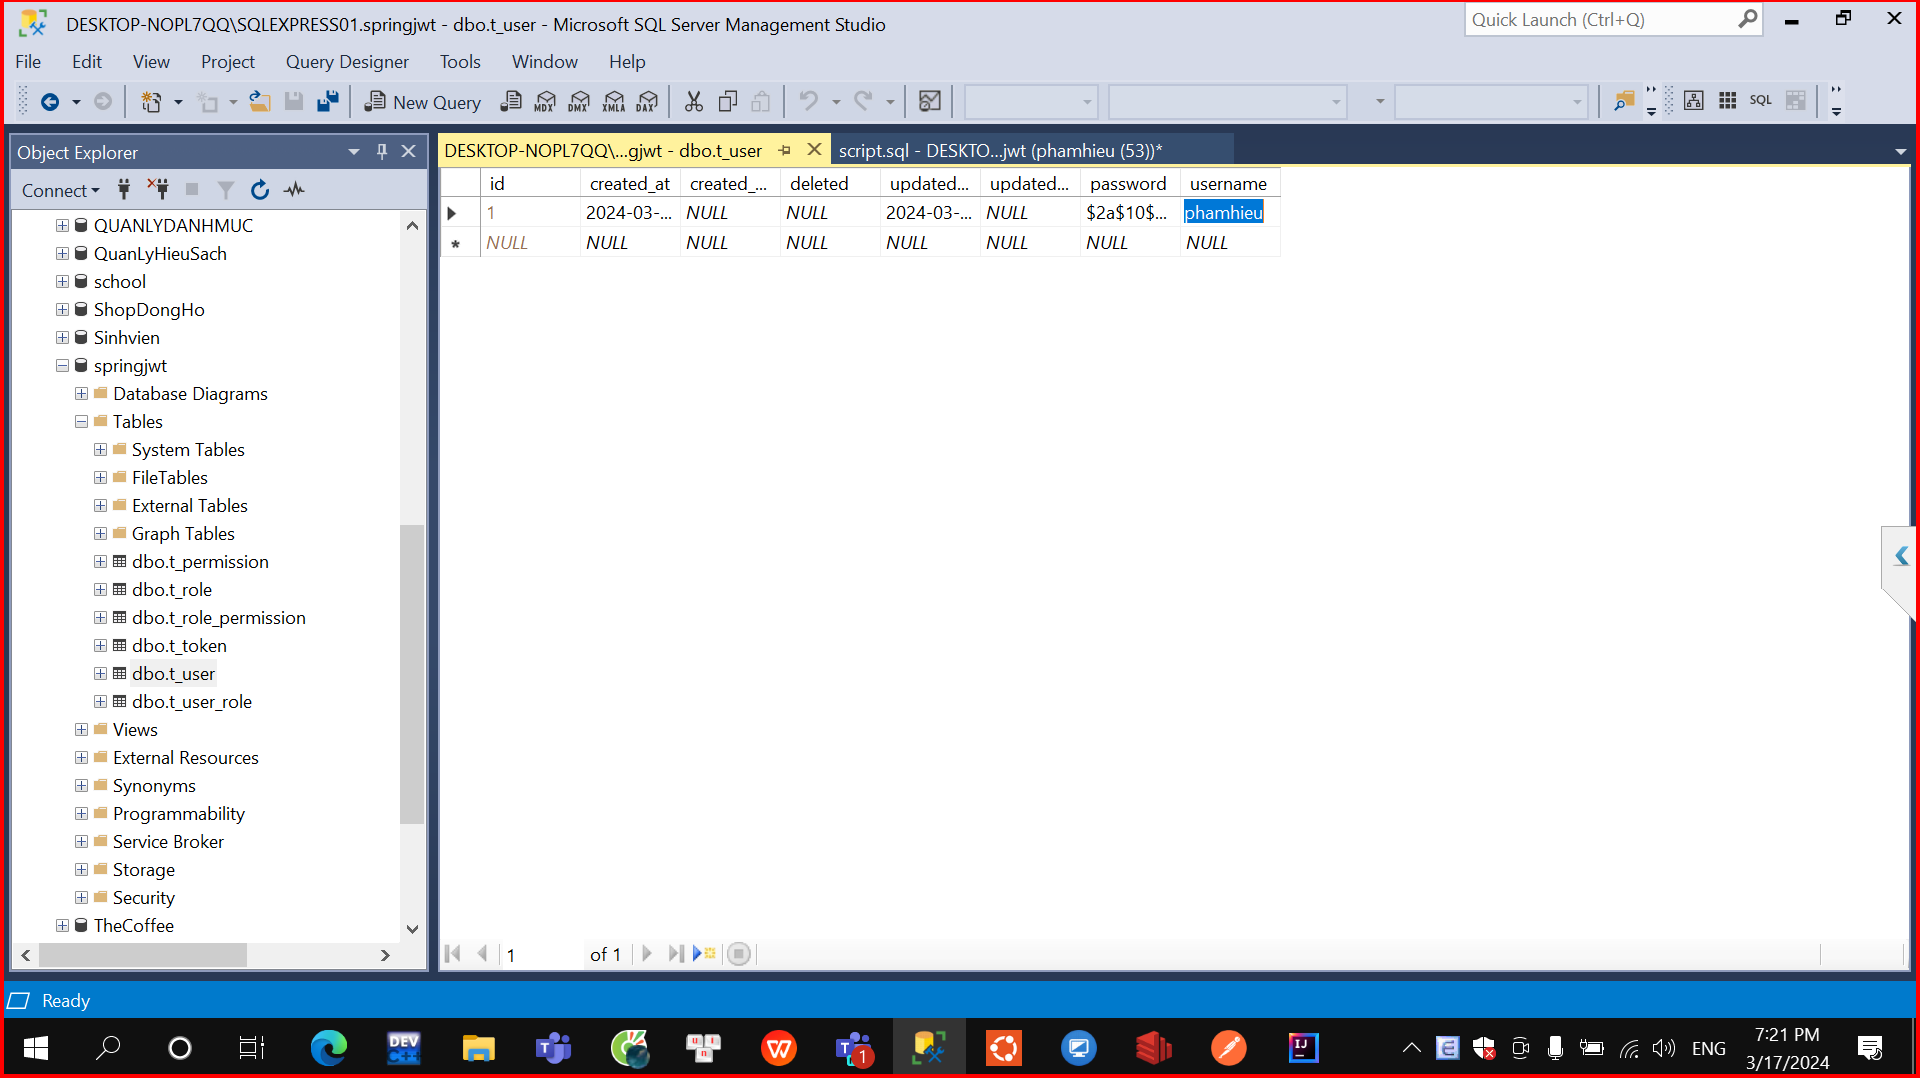 DESKTOP-NOPL7QQ\SQLEXPRESS01.springjwt - dbo.t_user - Microsoft SQL Server Management Studio
Quick Launch (Ctrl+Q)
File Edit View Project Query Designer Tools Window Help
New Query MDX DMX XMLA DAX SQL
Object Explorer
Connect
QUANLYDANHMUC
QuanLyHieuSach
school
ShopDongHo
Sinhvien
springjwt
Database Diagrams
Tables
System Tables
FileTables
External Tables
Graph Tables
dbo.t_permission
dbo.t_role
dbo.t_role_permission
dbo.t_token
dbo.t_user
dbo.t_user_role
Views
External Resources
Synonyms
Programmability
Service Broker
Storage
Security
TheCoffee
DESKTOP-NOPL7QQ\...gjwt - dbo.t_user
script.sql - DESKTO...jwt (phamhieu (53))*
id created_at created_... deleted updated... updated... password username
1 2024-03-... NULL NULL 2024-03-... NULL $2a$10$... phamhieu
NULL NULL NULL NULL NULL NULL NULL NULL
1 of 1
Ready
DEV C++
T
u i n
W
T 1
IJ
E
ENG
7:21 PM
3/17/2024